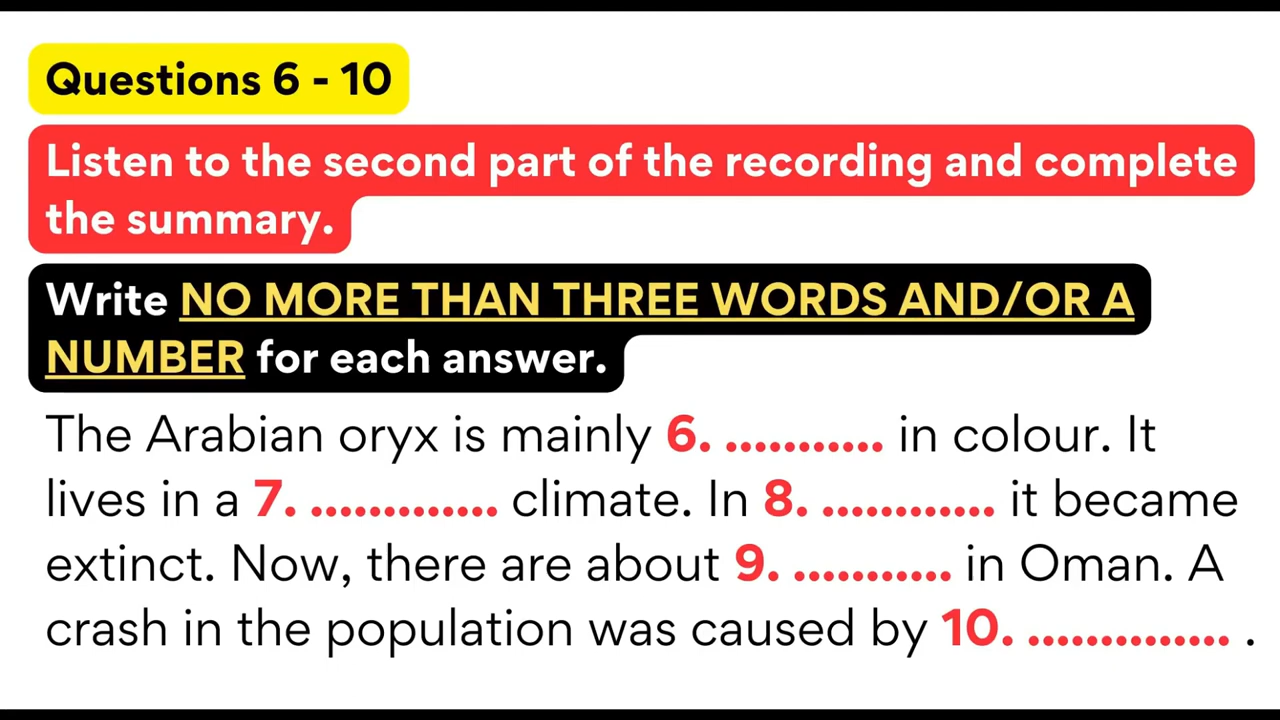 Questions 6 - 10
Listen to the second part of the recording and complete
the summary.
Write NO MORE THAN THREE WORDS AND/OR A
NUMBER for each answer.
The Arabian oryx is mainly 6. ........... in colour. It
lives in a 7. ............. climate. In 8. ............ it became
extinct. Now, there are about 9. ........... in Oman. A
crash in the population was caused by 10. .............. .